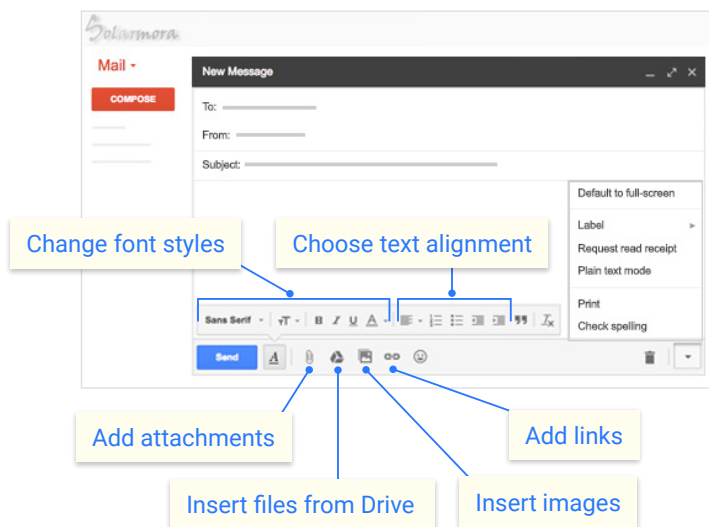 Solarmora
Mail
New Message
COMPOSE
To:
From:
Subject:
Default to full-screen
Label
Request read receipt
Plain text mode
Print
Check spelling
Change font styles
Choose text alignment
Sans Serif
TT
B I U A
Tx
Send
A
Add attachments
Add links
Insert files from Drive
Insert images